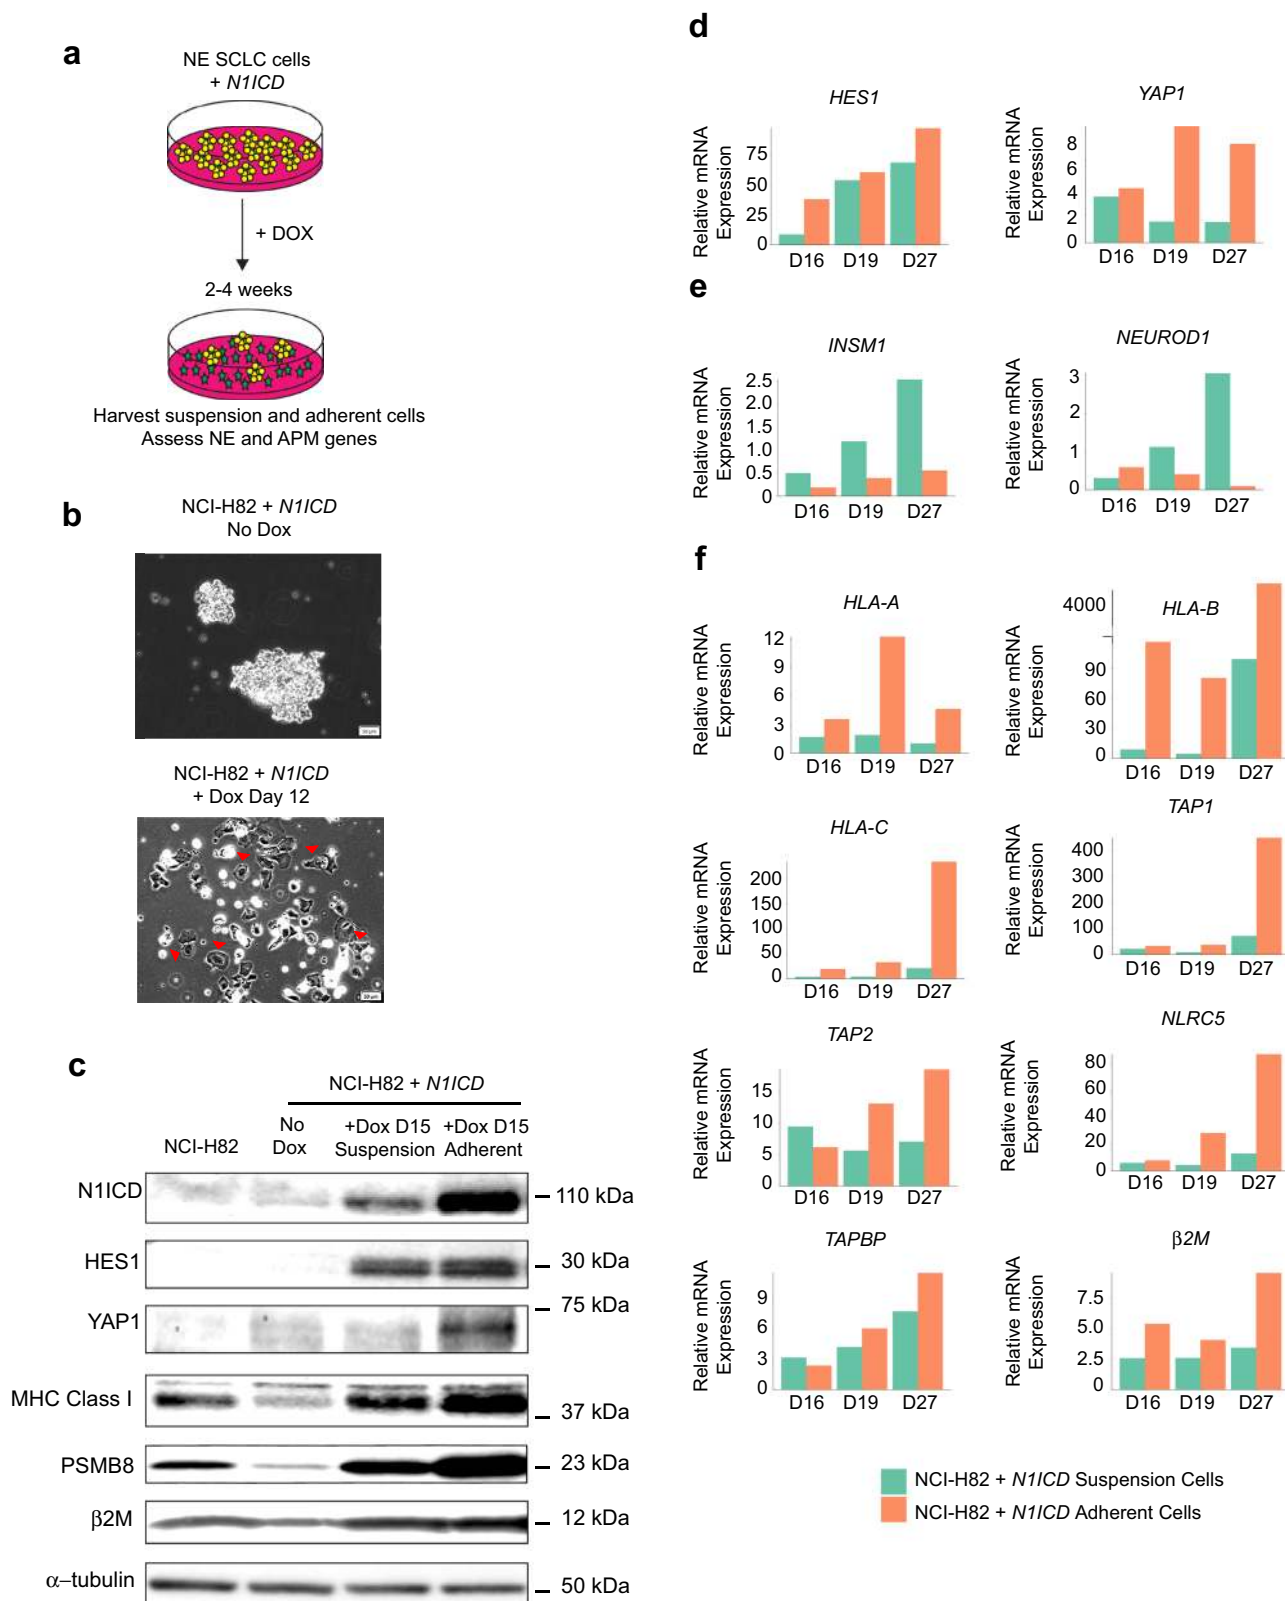 a
NE SCLC cells
+ N1ICD
+ DOX
2-4 weeks
Harvest suspension and adherent cells
Assess NE and APM genes
b
NCI-H82 + N1ICD
No Dox
NCI-H82 + N1ICD
+ Dox Day 12
c
NCI-H82 + N1ICD
NCI-H82
No
Dox
+Dox D15
Suspension
+Dox D15
Adherent
N1ICD
110 kDa
HES1
30 kDa
YAP1
75 kDa
MHC Class I
37 kDa
PSMB8
23 kDa
β2M
12 kDa
α–tubulin
50 kDa
d
HES1
Relative mRNA
Expression
75
50
25
0
D16 D19 D27
YAP1
Relative mRNA
Expression
8
6
4
2
0
D16 D19 D27
e
INSM1
Relative mRNA
Expression
2.5
2.0
1.5
1.0
0.5
0
D16 D19 D27
NEUROD1
Relative mRNA
Expression
3
2
1
0
D16 D19 D27
f
HLA-A
Relative mRNA
Expression
12
9
6
3
0
D16 D19 D27
HLA-B
Relative mRNA
Expression
4000
90
60
30
0
D16 D19 D27
HLA-C
Relative mRNA
Expression
200
150
100
50
0
D16 D19 D27
TAP1
Relative mRNA
Expression
400
300
200
100
0
D16 D19 D27
TAP2
Relative mRNA
Expression
15
10
5
0
D16 D19 D27
NLRC5
Relative mRNA
Expression
80
60
40
20
0
D16 D19 D27
TAPBP
Relative mRNA
Expression
9
6
3
0
D16 D19 D27
β2M
Relative mRNA
Expression
7.5
5.0
2.5
0
D16 D19 D27
NCI-H82 + N1ICD Suspension Cells
NCI-H82 + N1ICD Adherent Cells